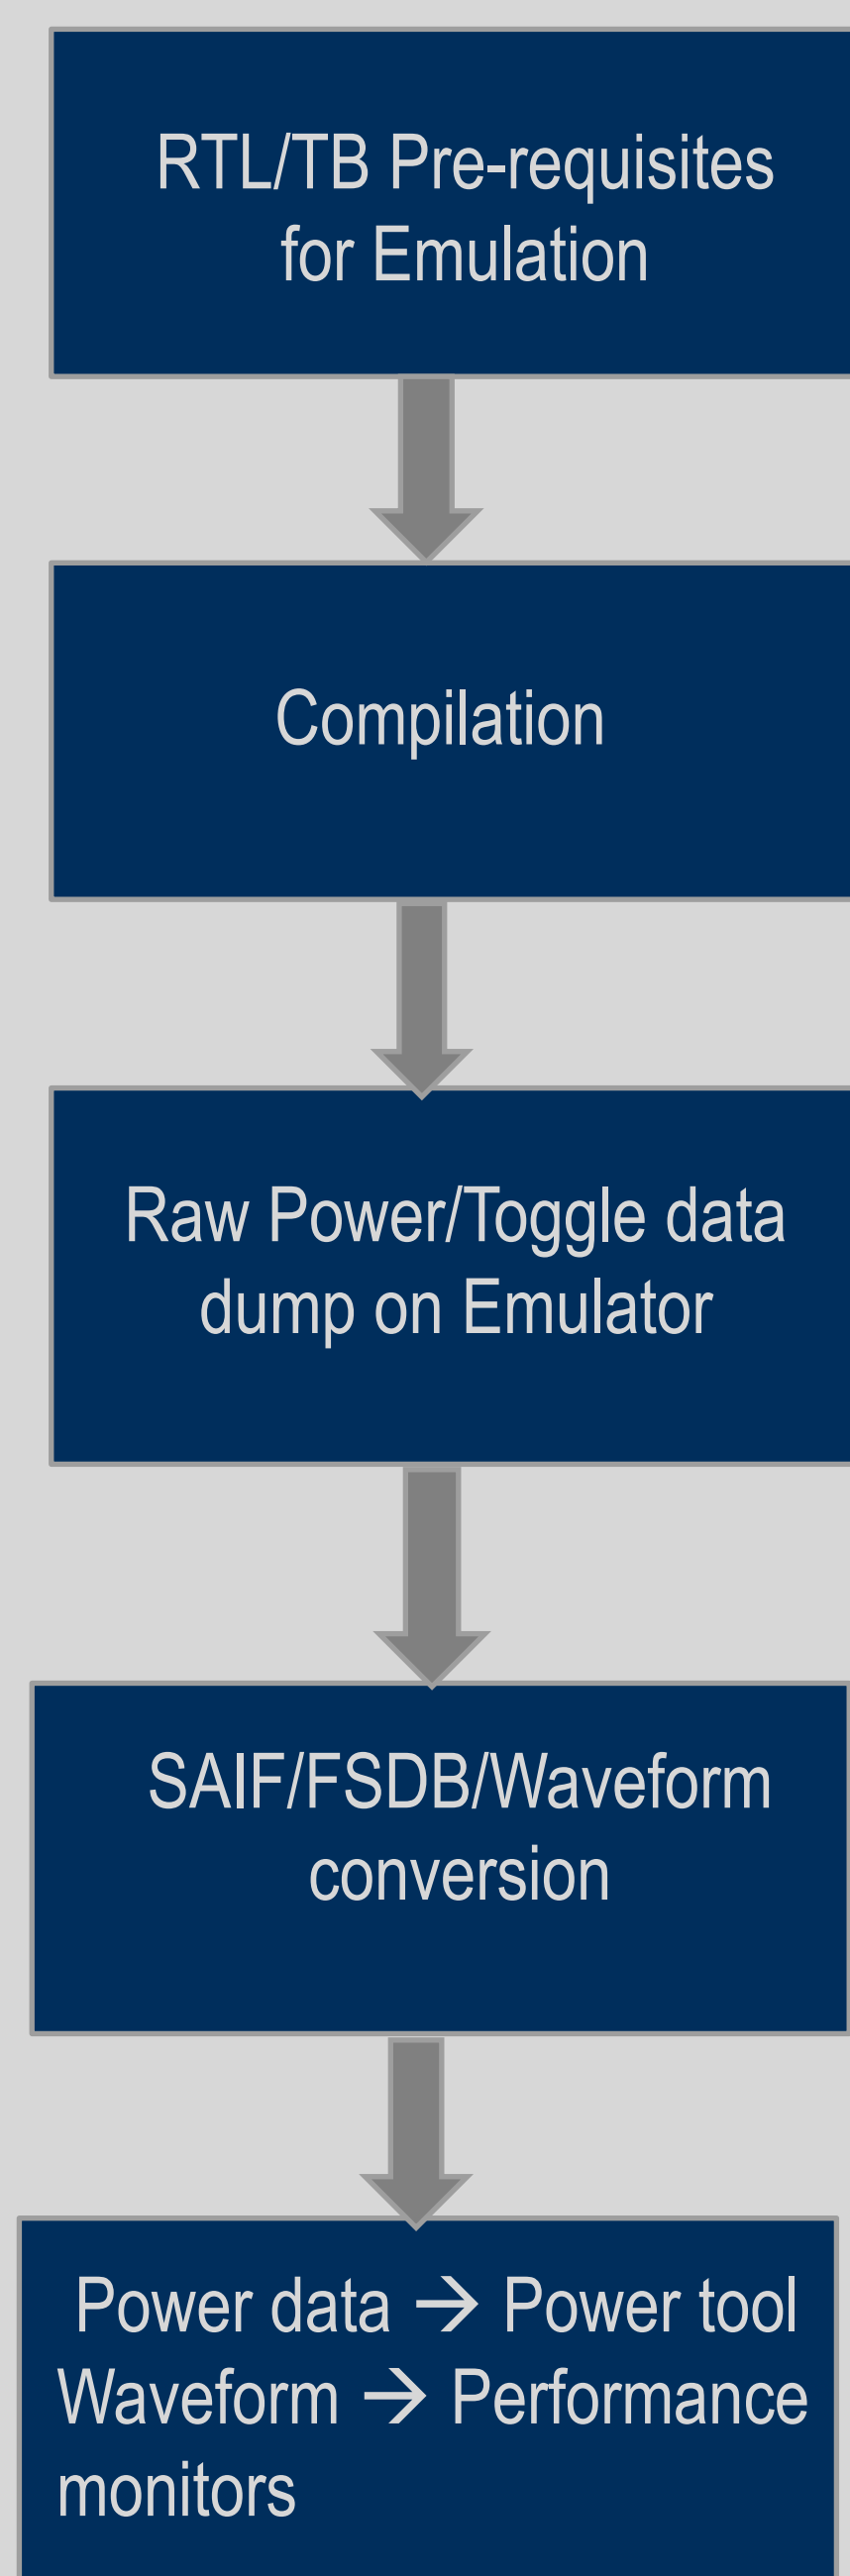 RTL/TB Pre-requisites
for Emulation
Compilation
Raw Power/Toggle data
dump on Emulator
SAIF/FSDB/Waveform
conversion
Power data → Power tool
Waveform → Performance
monitors